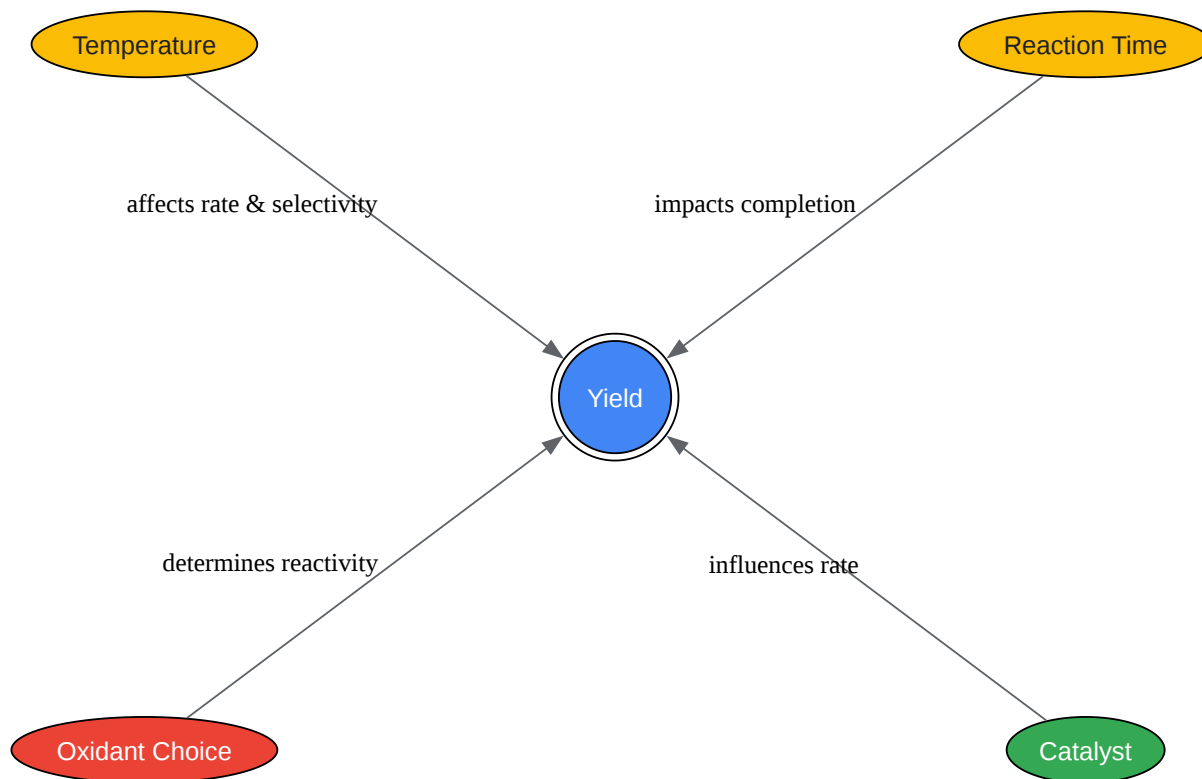 Temperature
Reaction Time
affects rate & selectivity
impacts completion
Yield
determines reactivity
influences rate
Oxidant Choice
Catalyst